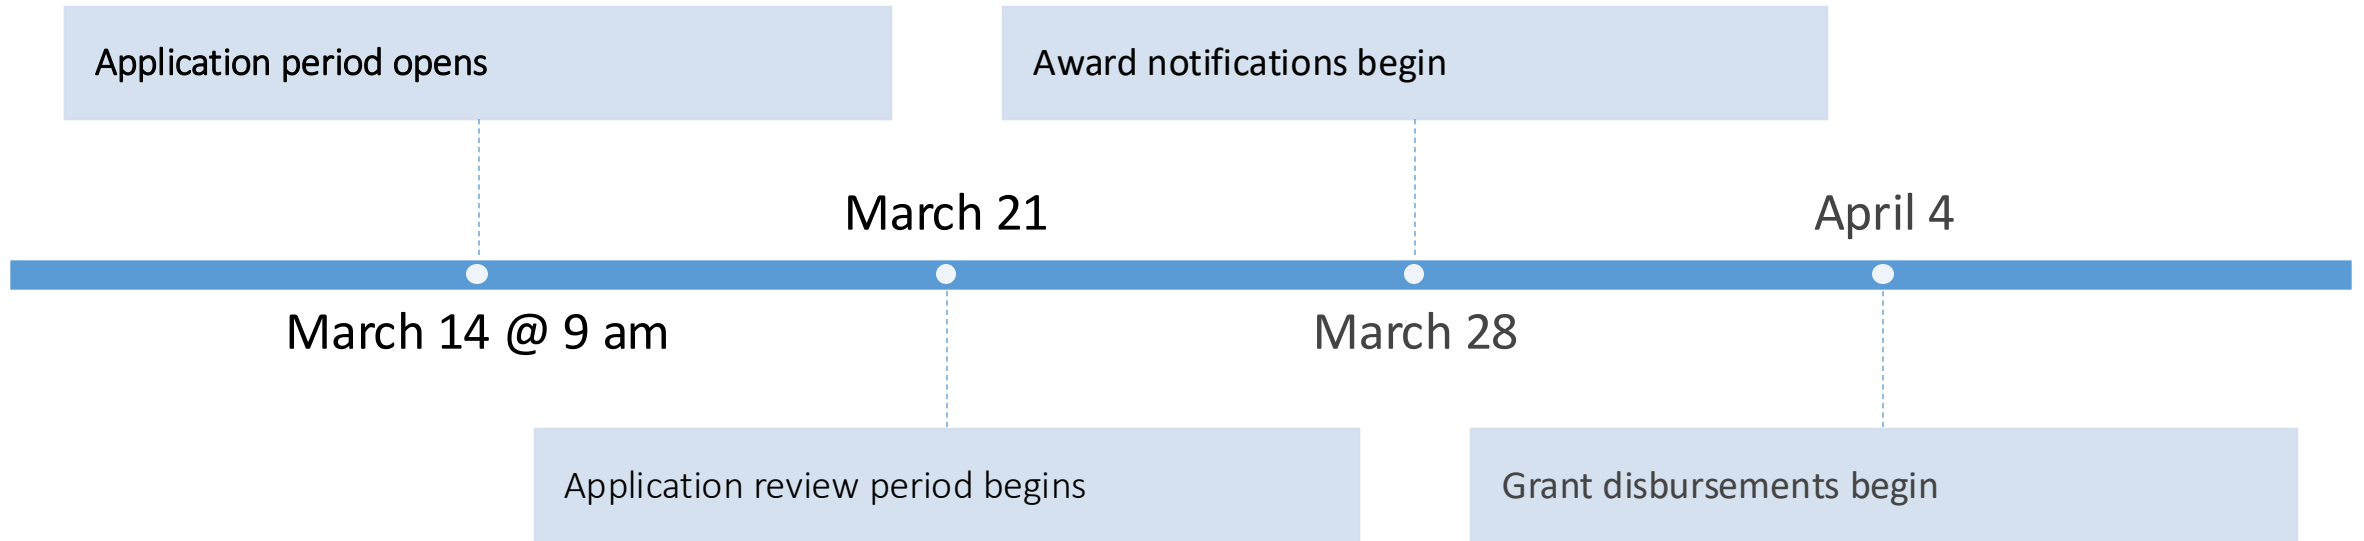 Application period opens
Award notifications begin
March 21
April 4
March 14 @ 9 am
March 28
Application review period begins
Grant disbursements begin